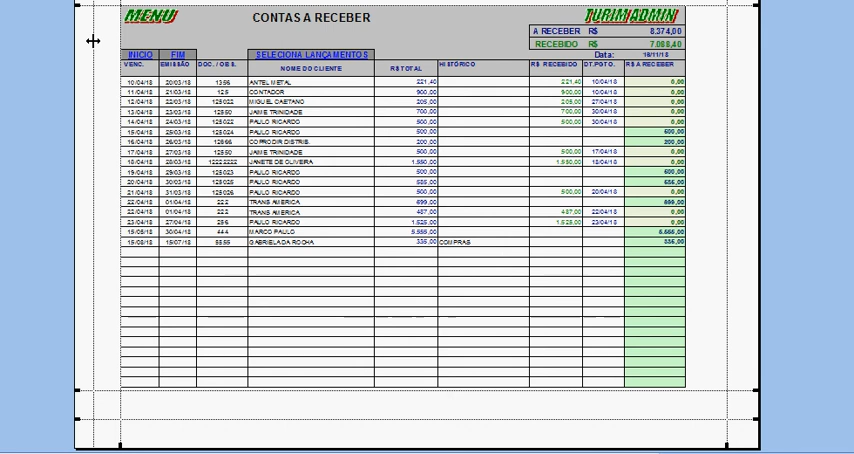 MENU CONTAS A RECEBER TURIM ADMIN
A RECEBER R$ 8.374,00
RECEBIDO R$ 7.088,40
INICIO FIM SELECIONA LANÇAMENTOS Data: 16/11/18
VENC. EMISSÃO DOC. / OBS. NOME DO CLIENTE R$ TOTAL HISTÓRICO R$ RECEBIDO DT.PGTO. R$ A RECEBER
10/04/18 20/03/18 1356 ANTEL METAL 221,40 221,40 10/04/18 0,00
11/04/18 21/03/18 125 CONTADOR 900,00 900,00 10/04/18 0,00
12/04/18 22/03/18 125022 MIGUEL CAETANO 205,00 205,00 27/04/18 0,00
13/04/18 23/03/18 12550 JAIME TRINIDADE 700,00 700,00 30/04/18 0,00
14/04/18 24/03/18 125022 PAULO RICARDO 500,00 500,00 30/04/18 0,00
15/04/18 25/03/18 125024 PAULO RICARDO 500,00 500,00
16/04/18 26/03/18 12666 COFRODIR DISTRIB. 200,00 200,00
17/04/18 27/03/18 12550 JAIME TRINIDADE 500,00 500,00 17/04/18 0,00
18/04/18 28/03/18 12222222 JANETE DE OLIVEIRA 1.550,00 1.550,00 18/04/18 0,00
19/04/18 29/03/18 125023 PAULO RICARDO 500,00 500,00
20/04/18 30/03/18 125025 PAULO RICARDO 555,00 555,00
21/04/18 31/03/18 125026 PAULO RICARDO 500,00 500,00 20/04/18 0,00
22/04/18 01/04/18 222 TRANS AMERICA 699,00 699,00
22/04/18 01/04/18 222 TRANS AMERICA 487,00 487,00 22/04/18 0,00
23/04/18 27/04/18 256 PAULO RICARDO 1.525,00 1.525,00 23/04/18 0,00
15/05/18 30/04/18 444 MARCO PAULO 5.555,00 5.555,00
15/08/18 15/07/18 5555 GABRIELA DA ROCHA 335,00 COMPRAS 335,00